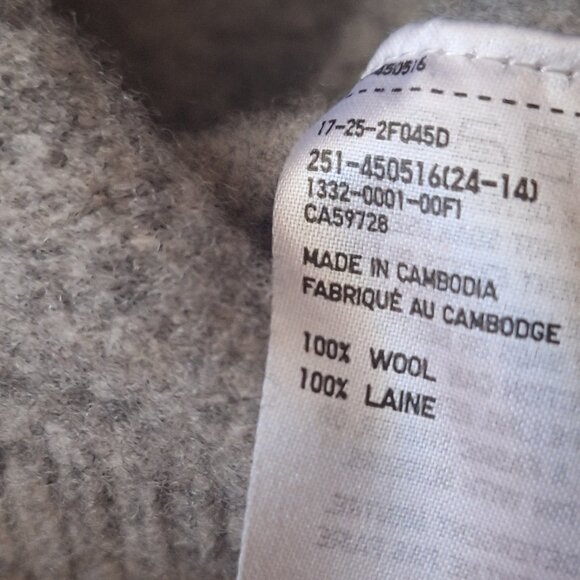 450516
17-25-2F045D
251-450516(24-14)
1332-0001-00F1
CA59728
MADE IN CAMBODIA
FABRIQUÉ AU CAMBODGE
100% WOOL
100% LAINE